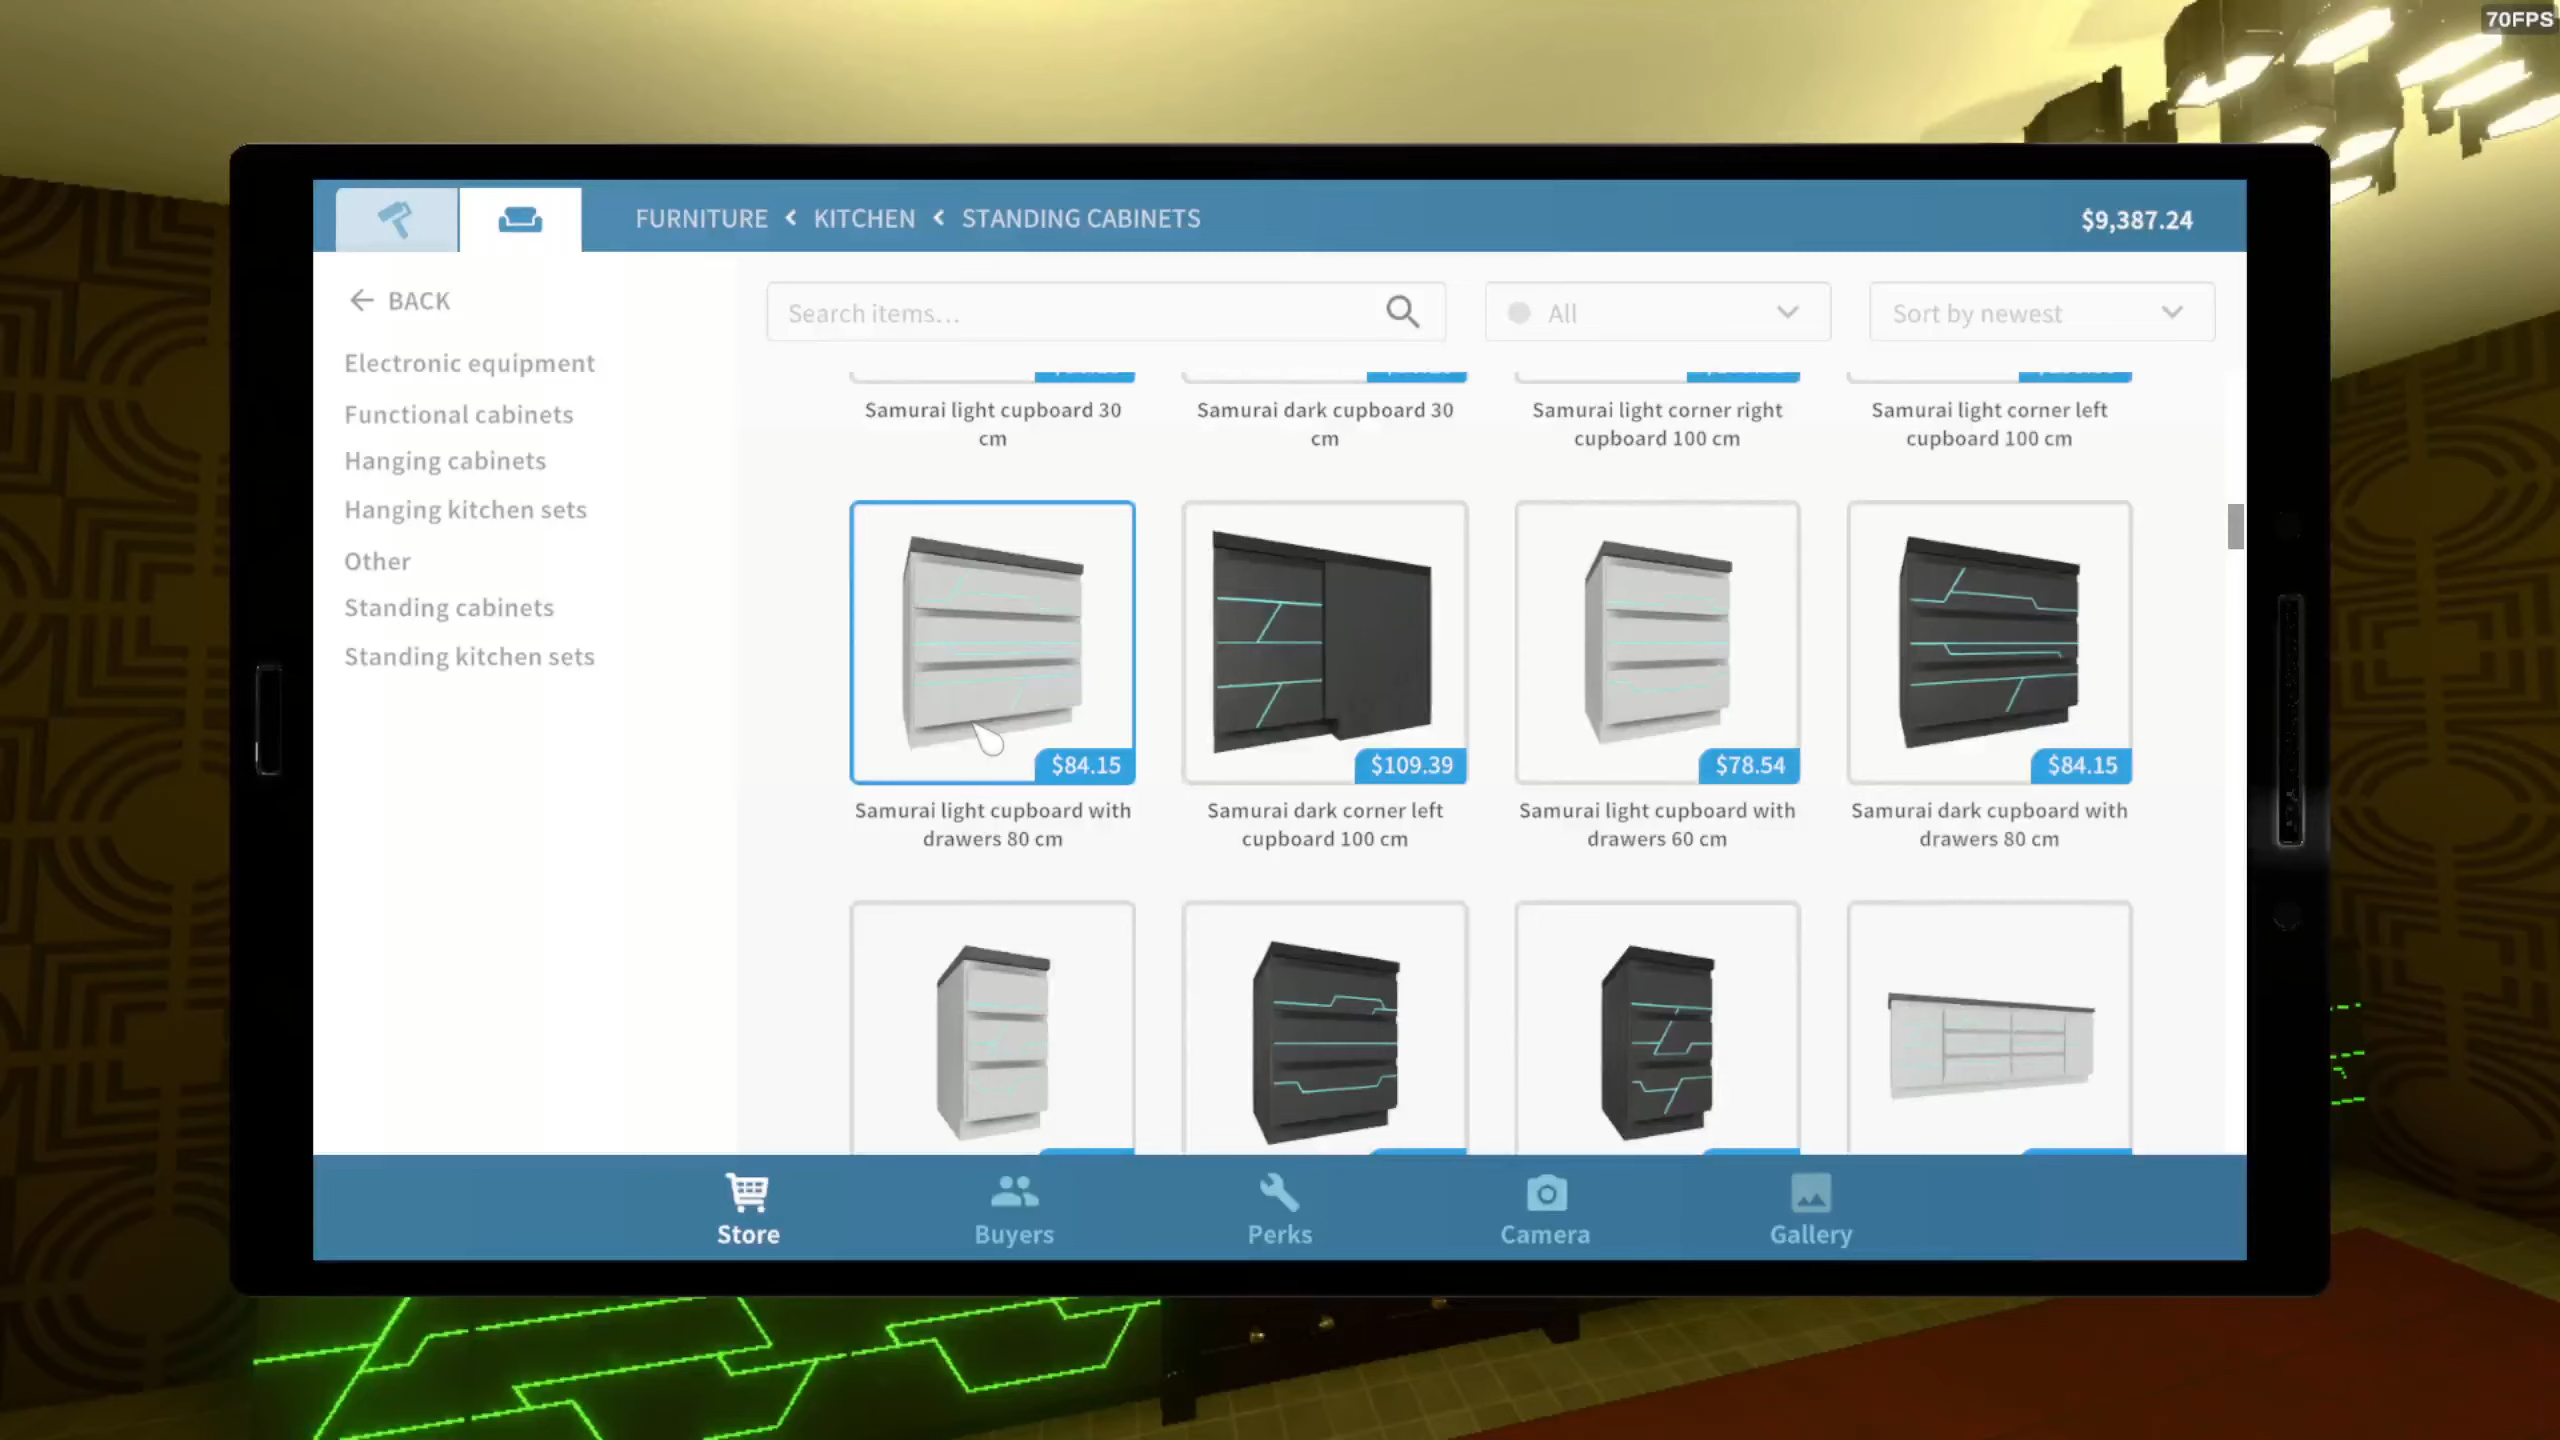 70FPS
FURNITURE < KITCHEN < STANDING CABINETS
$9,387.24
BACK
Search items...
All
Sort by newest
Electronic equipment
Functional cabinets
Hanging cabinets
Hanging kitchen sets
Other
Standing cabinets
Standing kitchen sets
Samurai light cupboard 30
cm
Samurai dark cupboard 30
cm
Samurai light corner right
cupboard 100 cm
Samurai light corner left
cupboard 100 cm
$84.15
$109.39
$78.54
$84.15
Samurai light cupboard with
drawers 80 cm
Samurai dark corner left
cupboard 100 cm
Samurai light cupboard with
drawers 60 cm
Samurai dark cupboard with
drawers 80 cm
Store
Buyers
Perks
Camera
Gallery